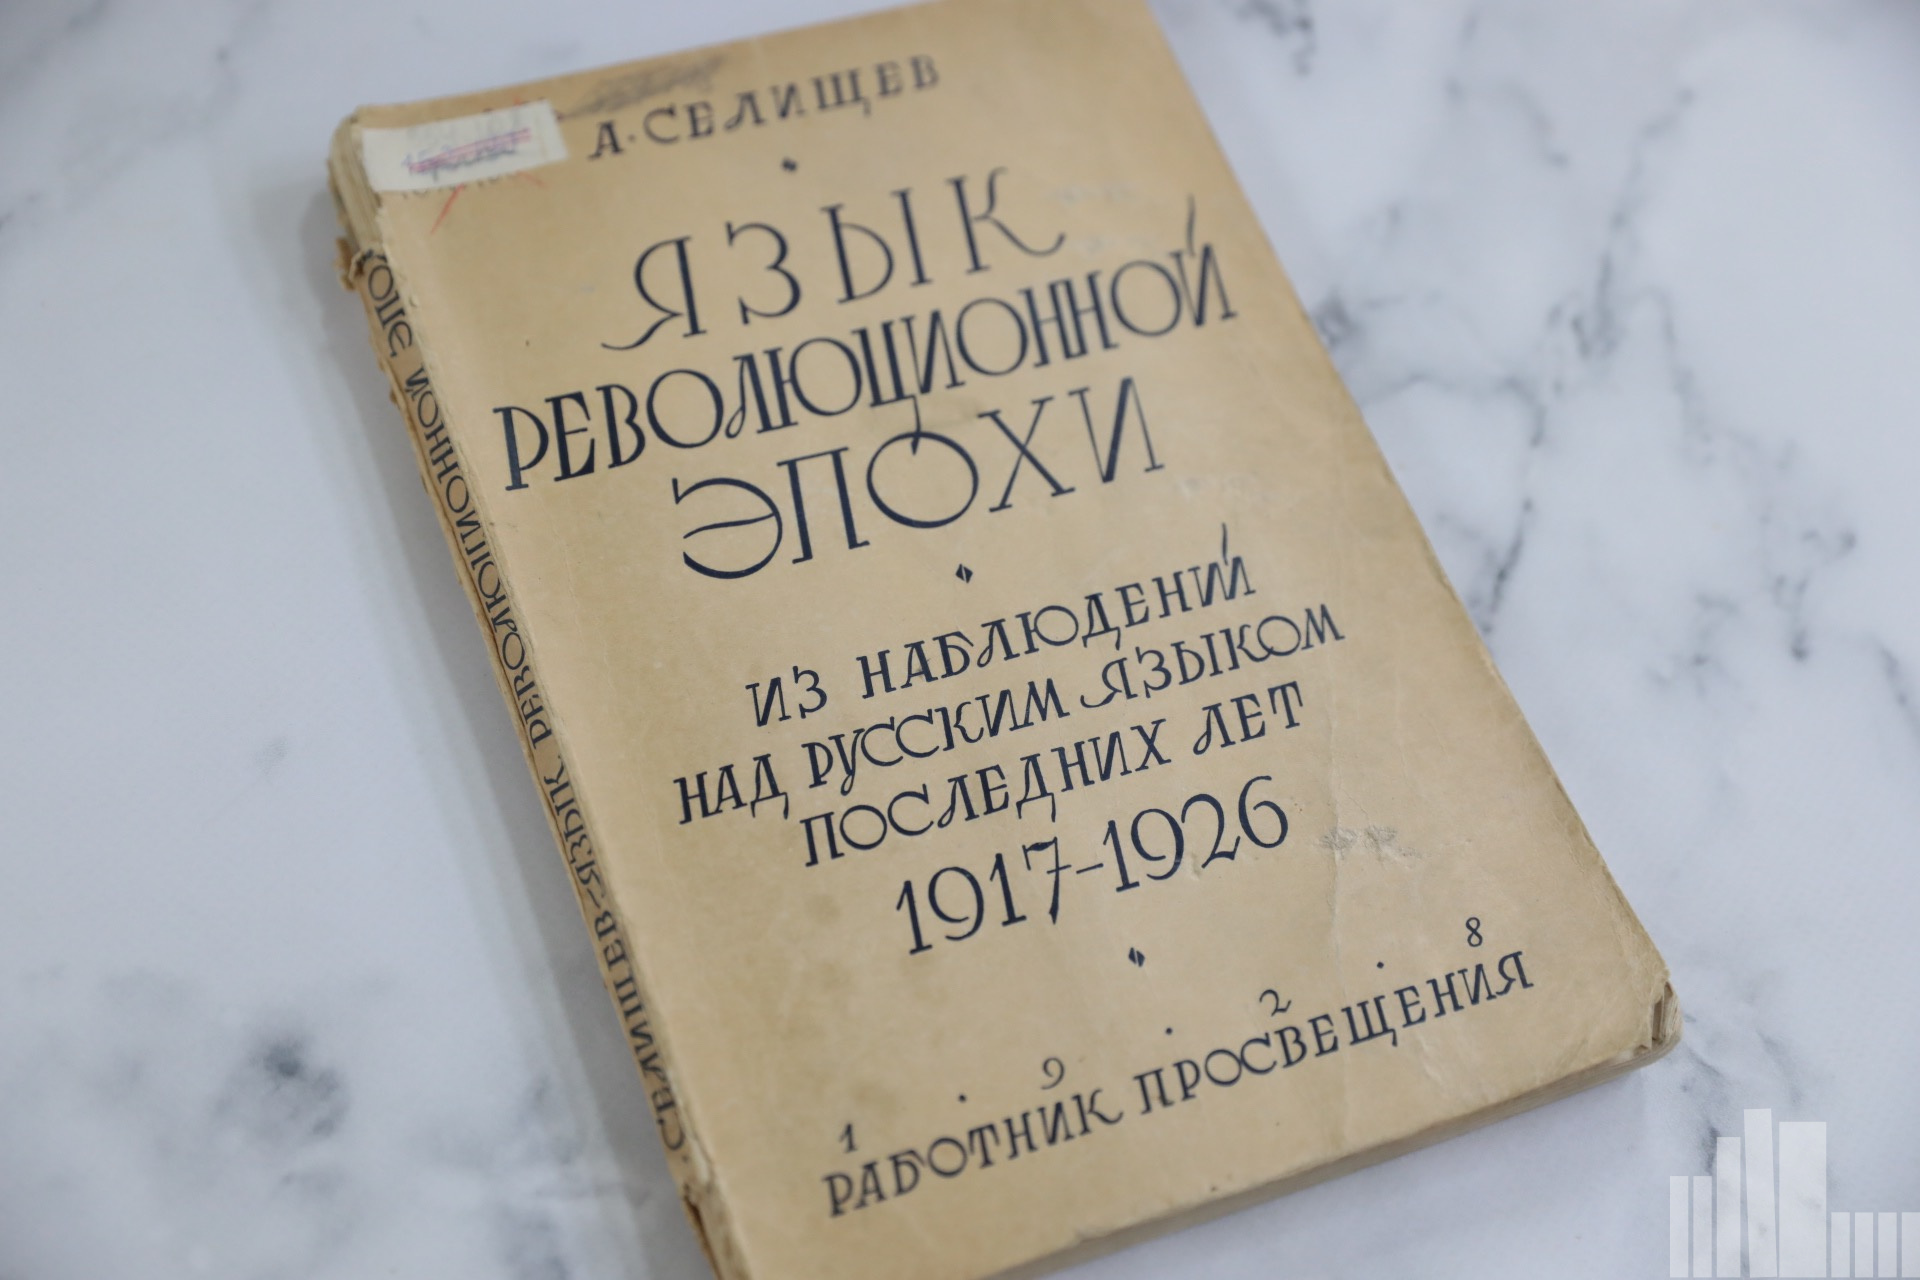 А. СЕЛИЩЕВ
ЯЗЫК
РЕВОЛЮЦИОННОЙ
ЭПОХИ
ИЗ НАБЛЮДЕНИЙ
НАД РУССКИМ ЯЗЫКОМ
ПОСЛЕДНИХ ЛЕТ
1917–1926
1 · 9 · 2 · 8
РАБОТНИК ПРОСВЕЩЕНИЯ
СЕЛИЩЕВ–ЯЗЫК РЕВОЛЮЦИОННОЙ